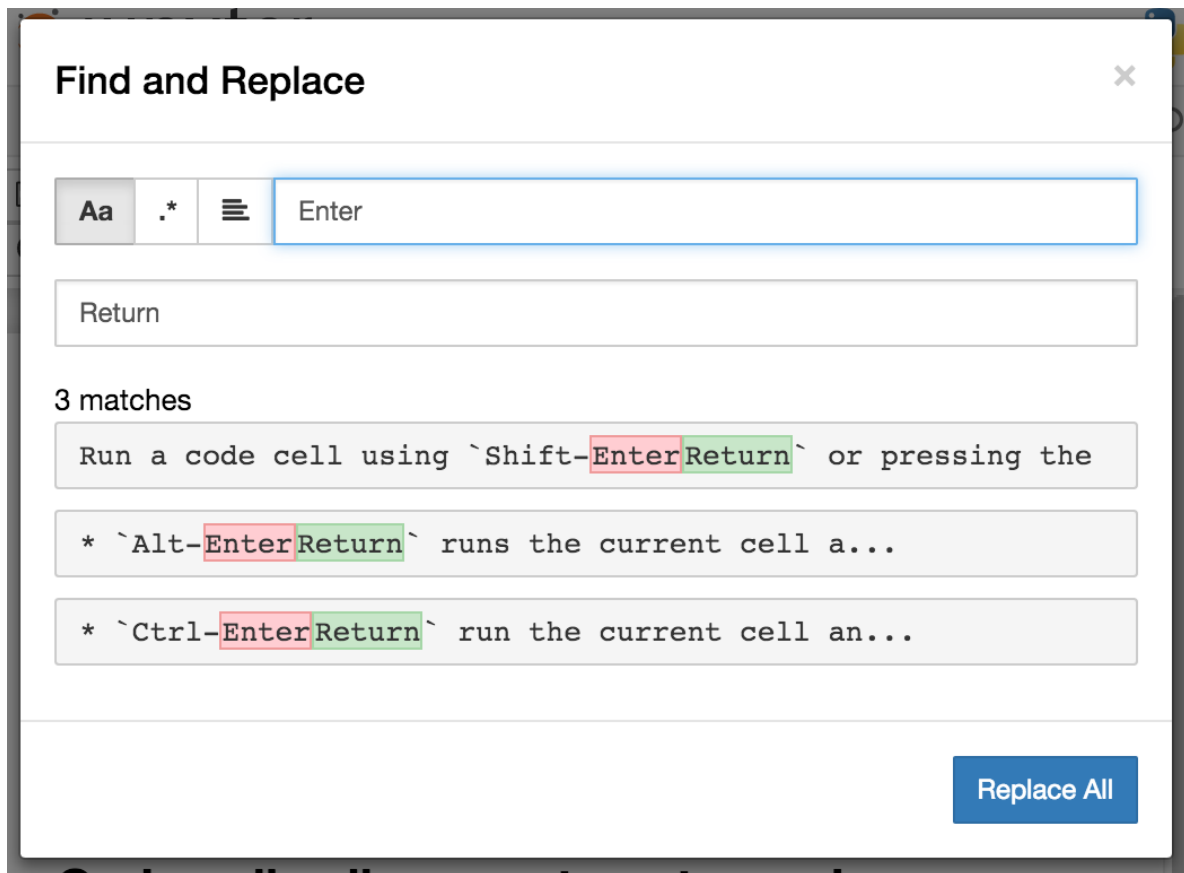 Find and Replace ×
Aa .* Enter
Return
3 matches
Run a code cell using `Shift-EnterReturn` or pressing the
* `Alt-EnterReturn` runs the current cell a...
* `Ctrl-EnterReturn` run the current cell an...
Replace All